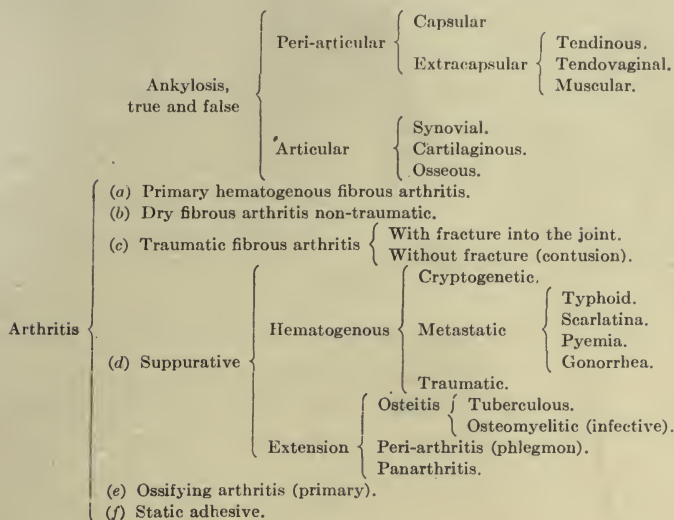 Capsular
Peri-articular
Extracapsular
Tendinous.
Tendovaginal.
Muscular.
Ankylosis,
true and false
Articular
Synovial.
Cartilaginous.
Osseous.
Arthritis
(a) Primary hematogenous fibrous arthritis.
(b) Dry fibrous arthritis non-traumatic.
(c) Traumatic fibrous arthritis
With fracture into the joint.
Without fracture (contusion).
(d) Suppurative
Hematogenous
Cryptogenetic.
Metastatic
Typhoid.
Scarlatina.
Pyemia.
Gonorrhea.
Traumatic.
Extension
Osteitis
Tuberculous.
Osteomyelitic (infective).
Peri-arthritis (phlegmon).
Panarthritis.
(e) Ossifying arthritis (primary).
(f) Static adhesive.